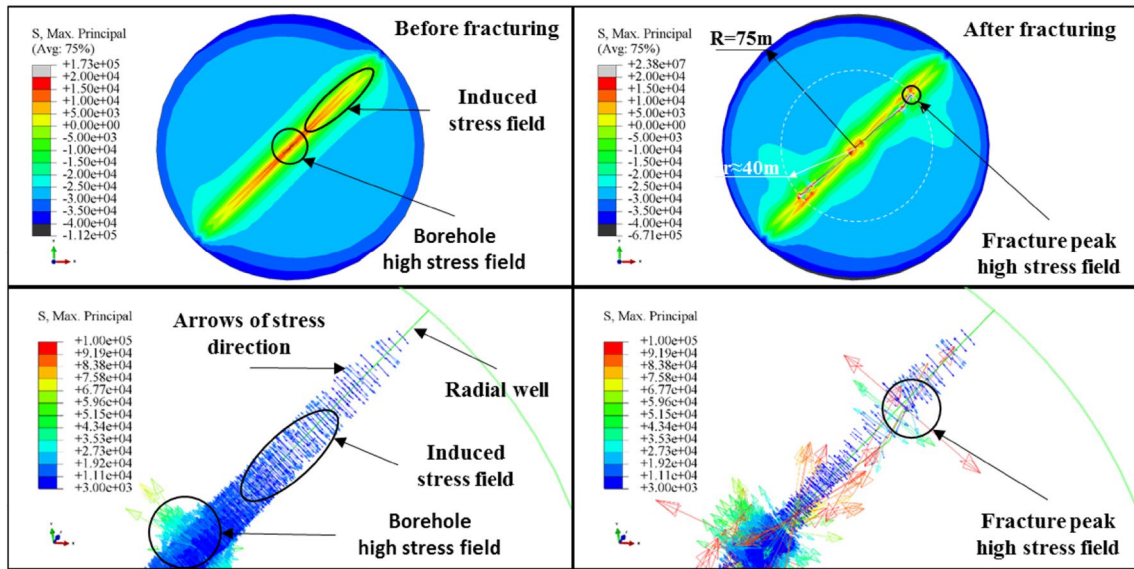 S, Max. Principal
(Avg: 75%)
+1.73e+05
+2.00e+04
+1.50e+04
+1.00e+04
+5.00e+03
+0.00e+00
-5.00e+03
-1.00e+04
-1.50e+04
-2.00e+04
-2.50e+04
-3.00e+04
-3.50e+04
-4.00e+04
-1.12e+05
Before fracturing
Induced
stress field
Borehole
high stress field
S, Max. Principal
(Avg: 75%)
+2.38e+07
+2.00e+04
+1.50e+04
+1.00e+04
+5.00e+03
+0.00e+00
-5.00e+03
-1.00e+04
-1.50e+04
-2.00e+04
-2.50e+04
-3.00e+04
-3.50e+04
-4.00e+04
-6.71e+05
After fracturing
R=75m
r≈40m
Fracture peak
high stress field
S, Max. Principal
+1.00e+05
+9.19e+04
+8.38e+04
+7.58e+04
+6.77e+04
+5.96e+04
+5.15e+04
+4.34e+04
+3.53e+04
+2.73e+04
+1.92e+04
+1.11e+04
+3.00e+03
Arrows of stress
direction
Radial well
Induced
stress field
Borehole
high stress field
S, Max. Principal
+1.00e+05
+9.19e+04
+8.38e+04
+7.58e+04
+6.77e+04
+5.96e+04
+5.15e+04
+4.34e+04
+3.53e+04
+2.73e+04
+1.92e+04
+1.11e+04
+3.00e+03
Fracture peak
high stress field